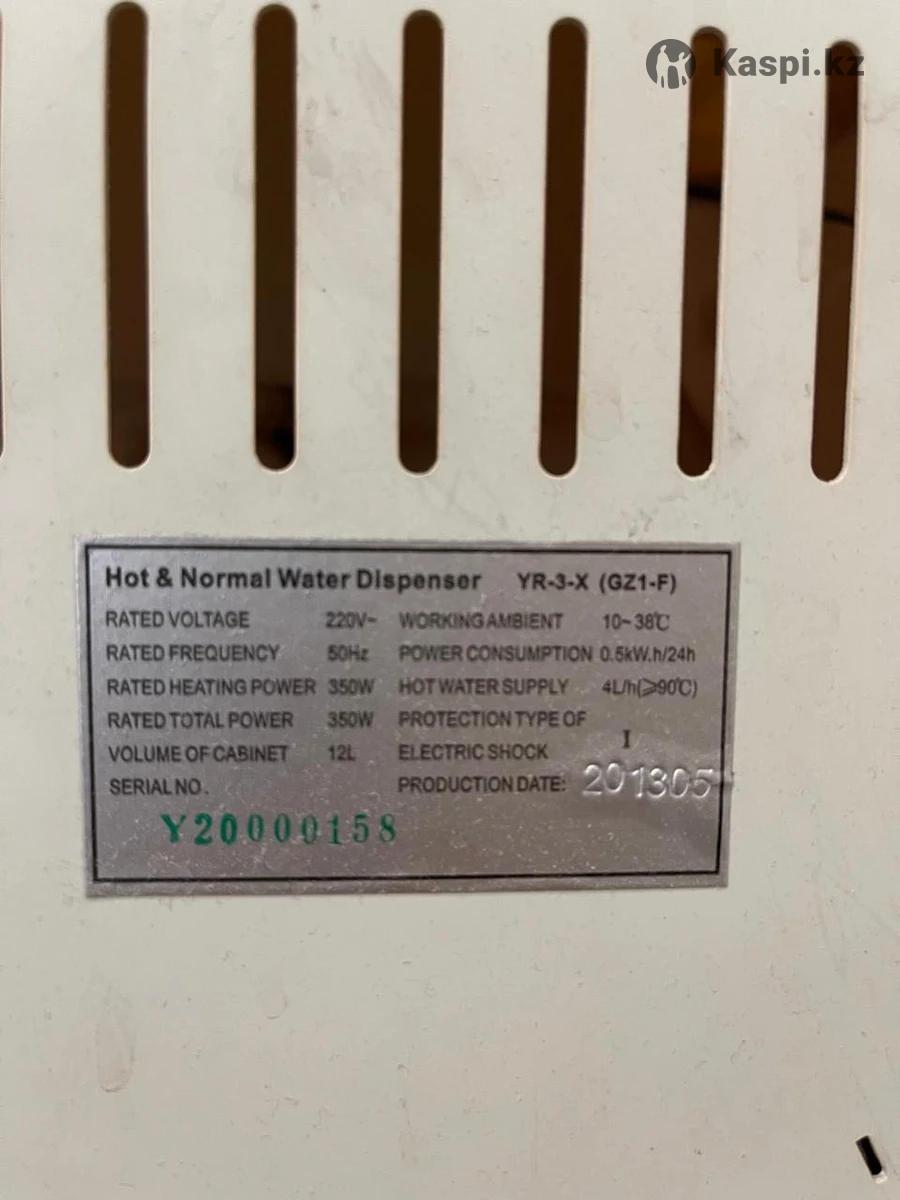 Kaspi.kz
Hot & Normal Water Dispenser YR-3-X (GZ1-F)
RATED VOLTAGE 220V~ WORKING AMBIENT 10~38℃
RATED FREQUENCY 50Hz POWER CONSUMPTION 0.5kW.h/24h
RATED HEATING POWER 350W HOT WATER SUPPLY 4L/h(⩾90℃)
RATED TOTAL POWER 350W PROTECTION TYPE OF
VOLUME OF CABINET 12L ELECTRIC SHOCK I
SERIAL NO. PRODUCTION DATE: 201305
Y20000158